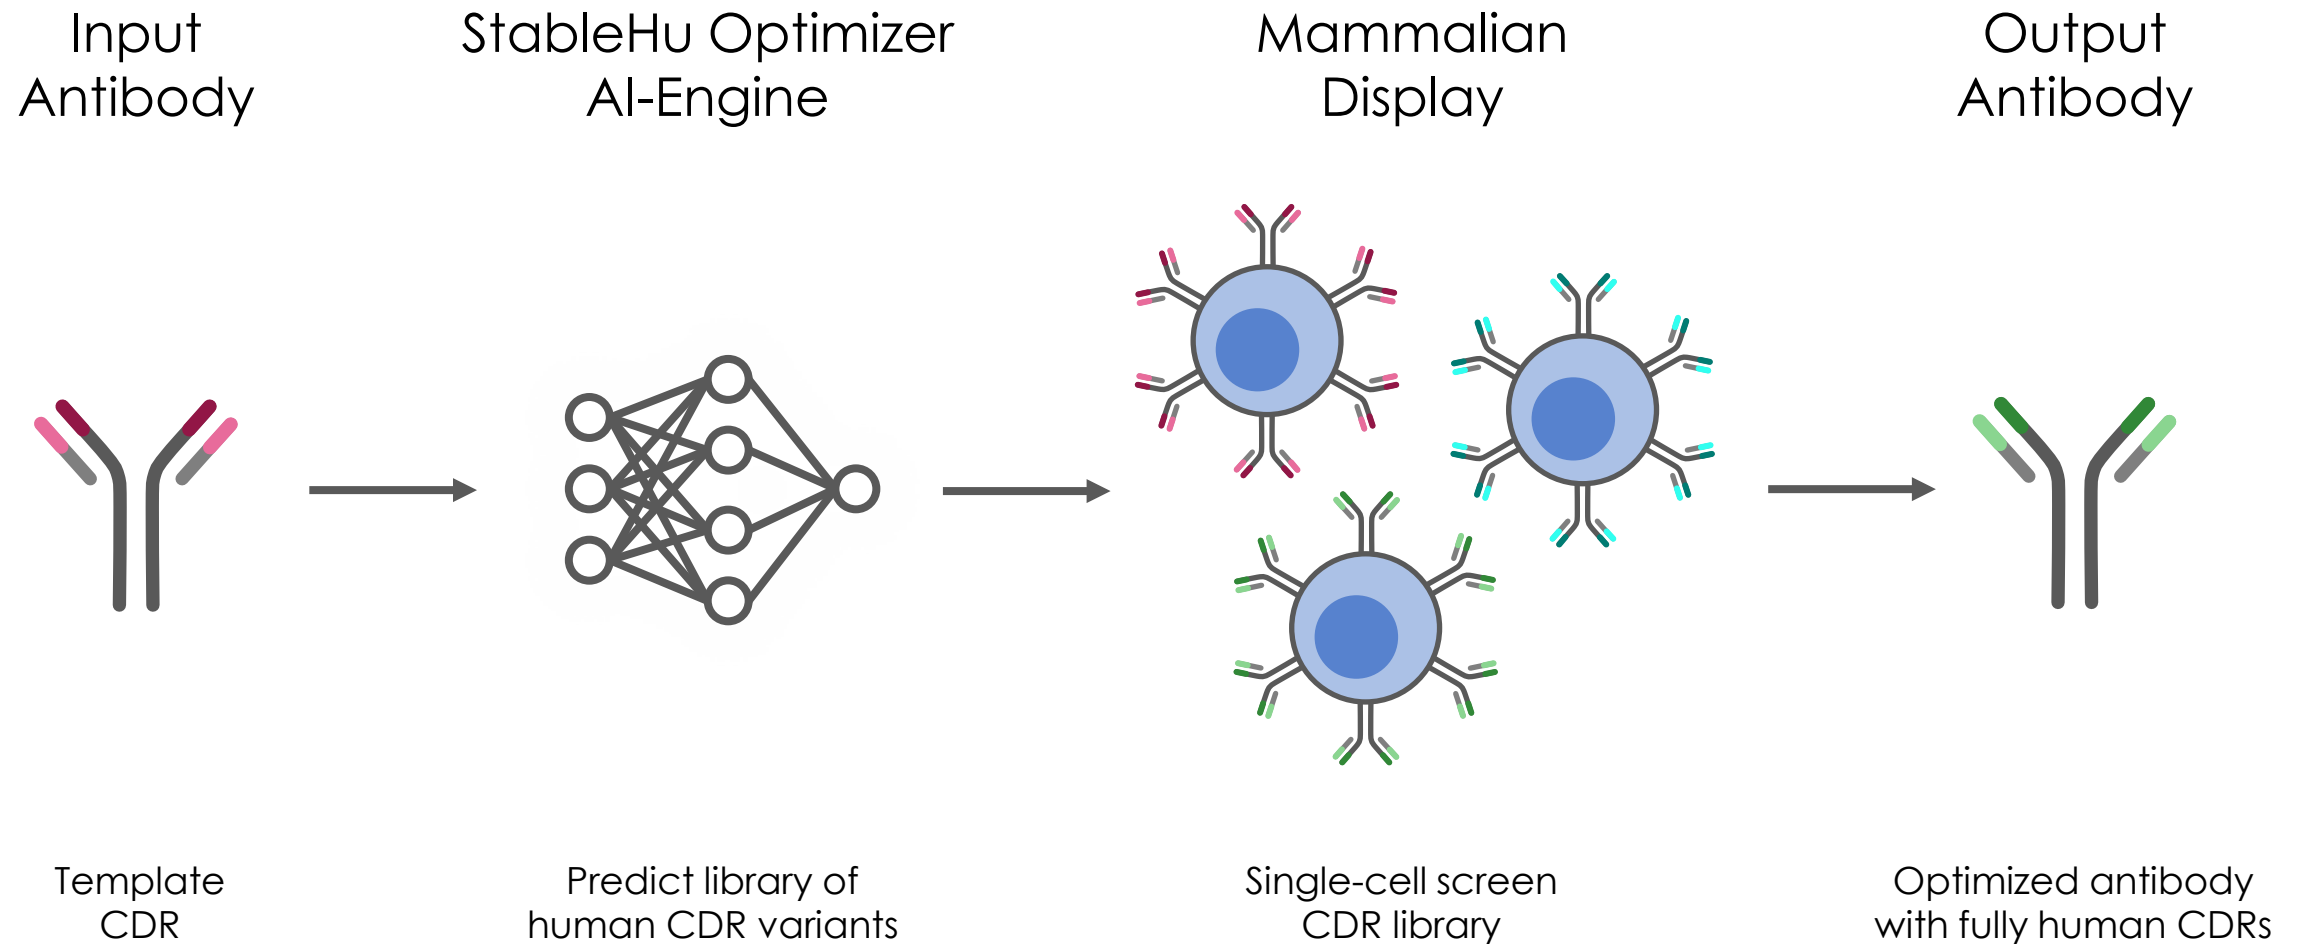 Input
Antibody
StableHu Optimizer
AI-Engine
Mammalian
Display
Output
Antibody
Template
CDR
Predict library of
human CDR variants
Single-cell screen
CDR library
Optimized antibody
with fully human CDRs